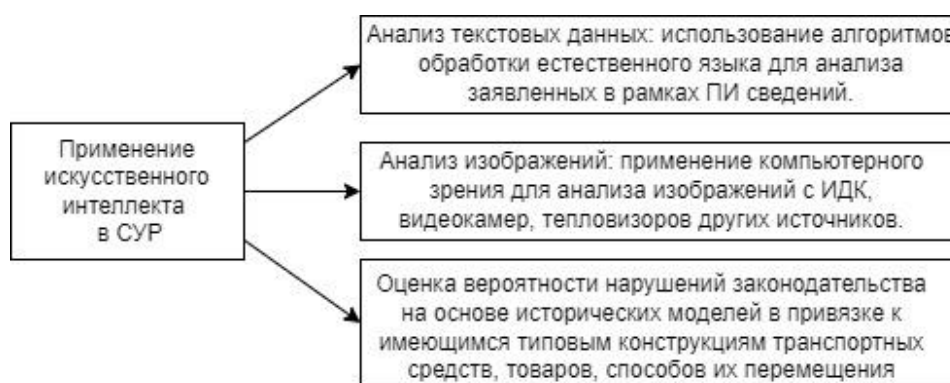 Применение
искусственного
интеллекта
в СУР
Анализ текстовых данных: использование алгоритмов
обработки естественного языка для анализа
заявленных в рамках ПИ сведений.
Анализ изображений: применение компьютерного
зрения для анализа изображений с ИДК,
видеокамер, тепловизоров других источников.
Оценка вероятности нарушений законодательства
на основе исторических моделей в привязке к
имеющимся типовым конструкциям транспортных
средств, товаров, способов их перемещения